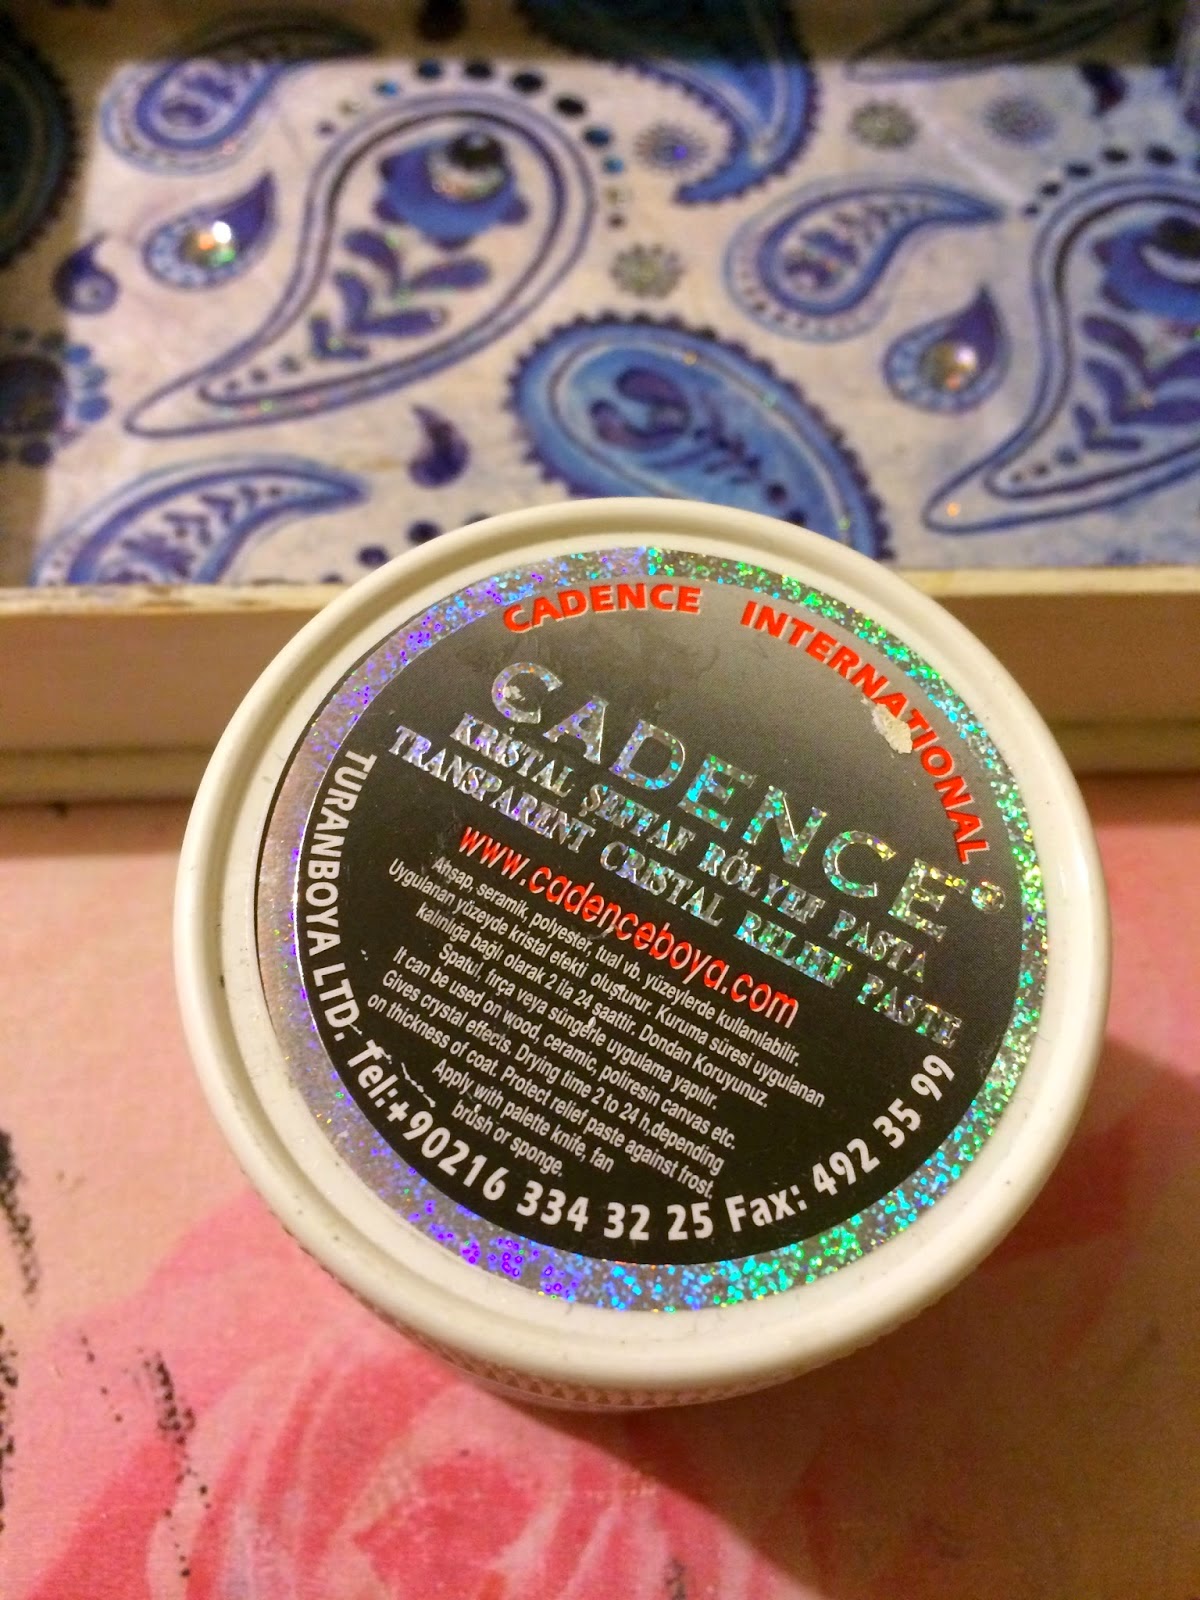 CADENCE INTERNATIONAL
CADENCE®
KRİSTAL ŞEFFAF RÖLYEF PASTA
TRANSPARENT CRISTAL RELIEF PASTE
www.cadenceboya.com
Ahşap, seramik, polyester, tual vb. yüzeylerde kullanılabilir.
Uygulanan yüzeyde kristal efekti oluşturur. Kuruma süresi uygulanan
kalınlığa bağlı olarak 2 ila 24 saattir. Dondan Koruyunuz.
Spatul, fırça veya süngerle uygulama yapılır.
It can be used on wood, ceramic, poliresin canvas etc.
Gives crystal effects. Drying time 2 to 24 h,depending
on thickness of coat. Protect relief paste against frost.
Apply with palette knife, fan
brush or sponge.
TURANBOYA LTD. Tel:+90216 334 32 25 Fax: 492 35 99